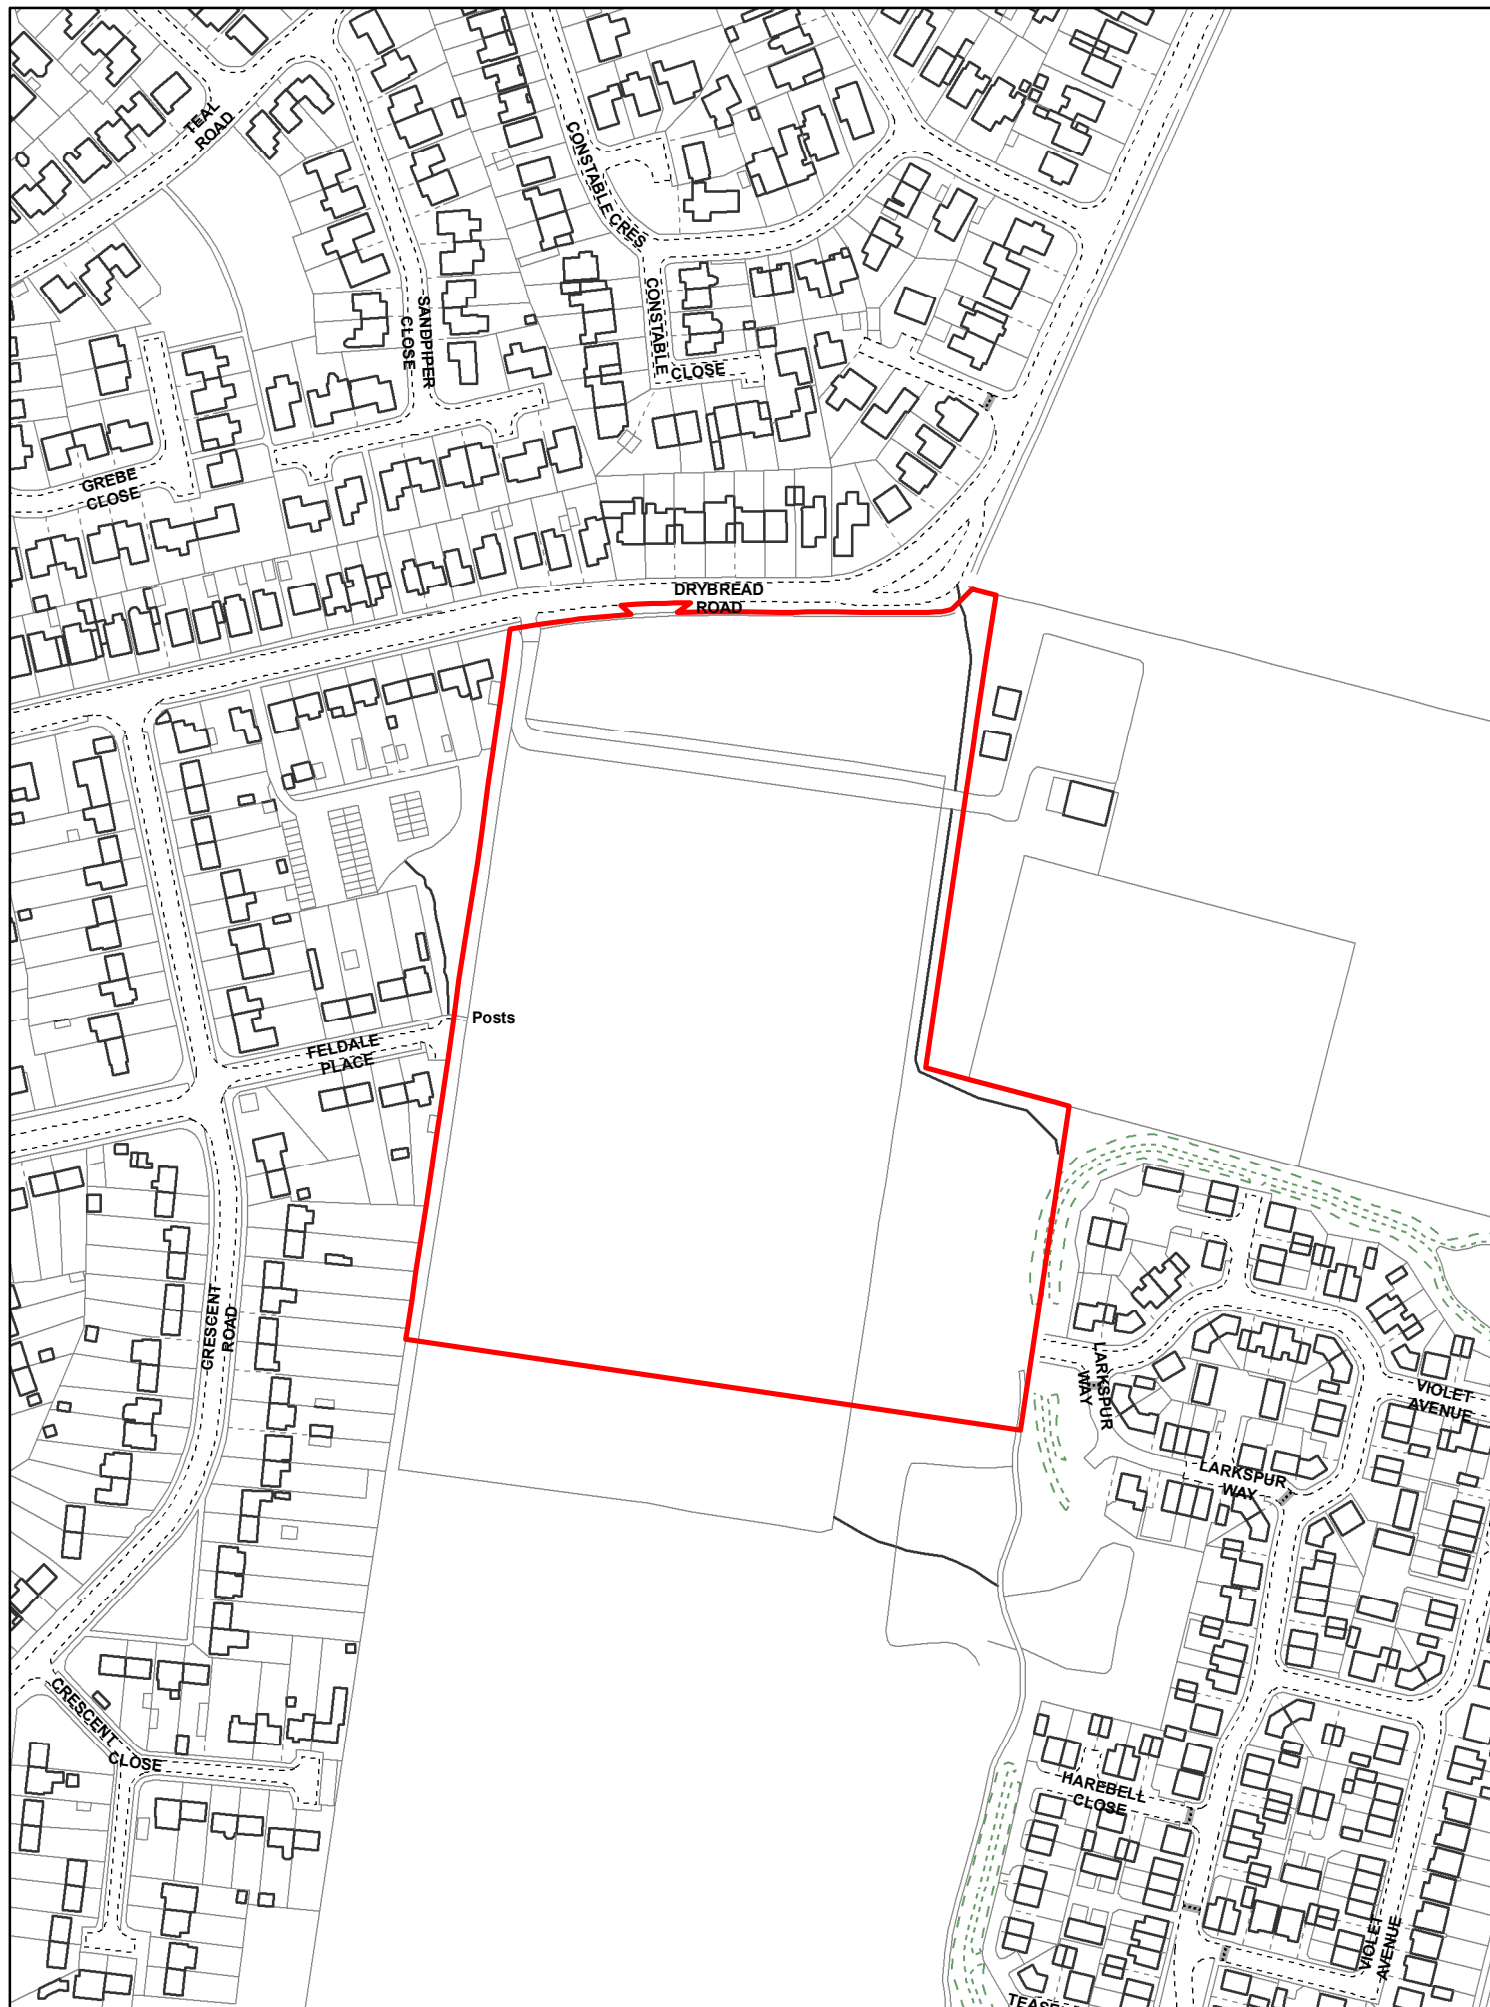 TEAL
ROAD
CONSTABLE CRES
SANDPIPER
CLOSE
CONSTABLE
CLOSE
GREBE
CLOSE
DRYBREAD
ROAD
Posts
FELDALE
PLACE
CRESCENT
ROAD
LARKSPUR
WAY
VIOLET
AVENUE
LARKSPUR
WAY
CRESCENT
CLOSE
HAREBELL
CLOSE
VIOLET
AVENUE